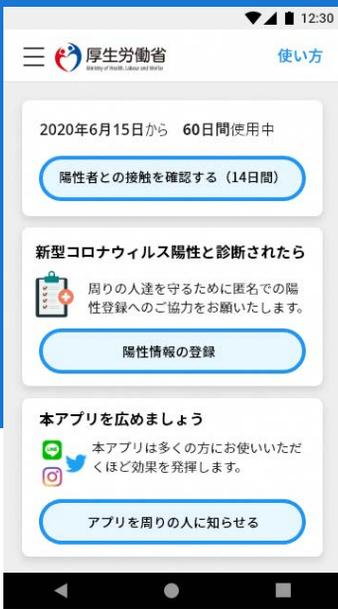 12:30
厚生労働省
Ministry of Health, Labour and Welfare
使い方
2020年6月15日から 60日間使用中
陽性者との接触を確認する（14日間）
新型コロナウィルス陽性と診断されたら
周りの人達を守るために匿名での陽
性登録へのご協力をお願いたします。
陽性情報の登録
本アプリを広めましょう
LINE
本アプリは多くの方にお使いいただ
くほど効果を発揮します。
アプリを周りの人に知らせる